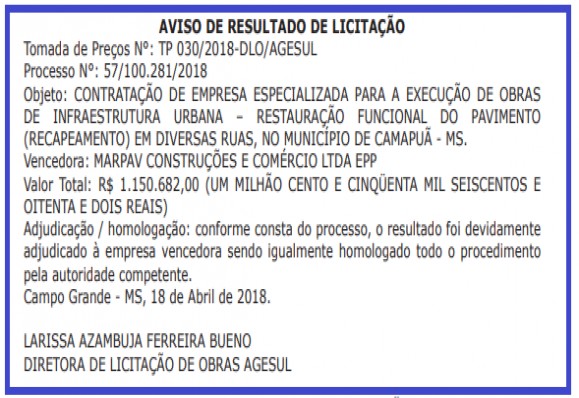 AVISO DE RESULTADO DE LICITAÇÃO
Tomada de Preços N°: TP 030/2018-DLO/AGESUL
Processo N°: 57/100.281/2018
Objeto: CONTRATAÇÃO DE EMPRESA ESPECIALIZADA PARA A EXECUÇÃO DE OBRAS
DE INFRAESTRUTURA URBANA – RESTAURAÇÃO FUNCIONAL DO PAVIMENTO
(RECAPEAMENTO) EM DIVERSAS RUAS, NO MUNICÍPIO DE CAMAPUÃ - MS.
Vencedora: MARPAV CONSTRUÇÕES E COMÉRCIO LTDA EPP
Valor Total: R$ 1.150.682,00 (UM MILHÃO CENTO E CINQÜENTA MIL SEISCENTOS E
OITENTA E DOIS REAIS)
Adjudicação / homologação: conforme consta do processo, o resultado foi devidamente
adjudicado à empresa vencedora sendo igualmente homologado todo o procedimento
pela autoridade competente.
Campo Grande - MS, 18 de Abril de 2018.
LARISSA AZAMBUJA FERREIRA BUENO
DIRETORA DE LICITAÇÃO DE OBRAS AGESUL